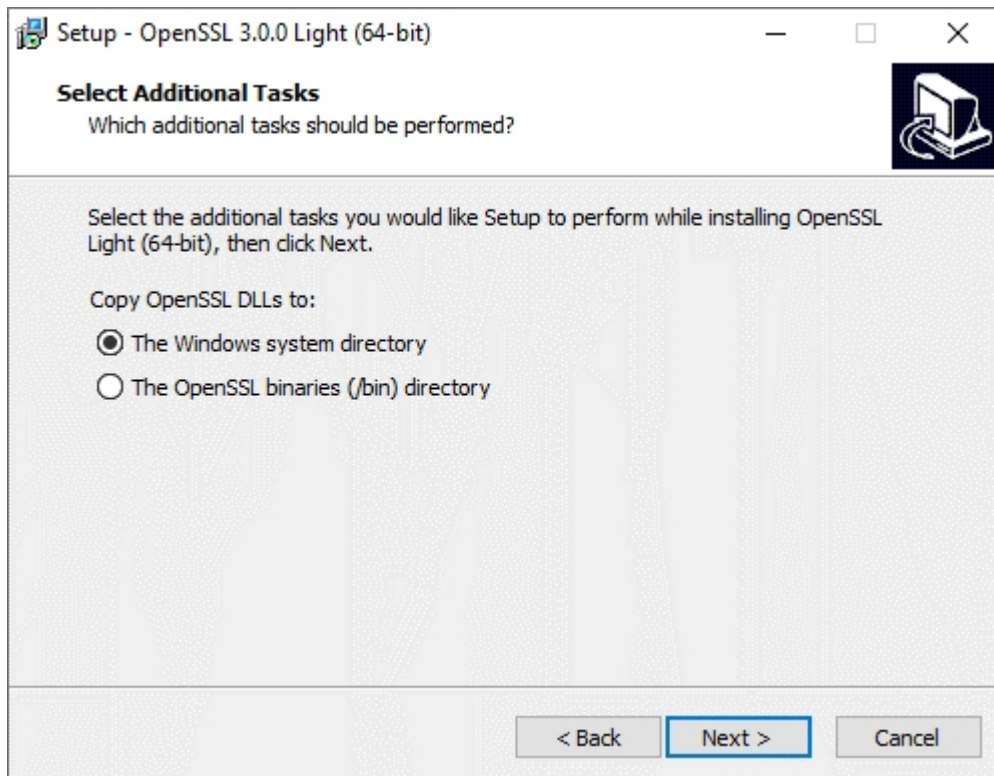 Setup - OpenSSL 3.0.0 Light (64-bit)
Select Additional Tasks
Which additional tasks should be performed?
Select the additional tasks you would like Setup to perform while installing OpenSSL
Light (64-bit), then click Next.
Copy OpenSSL DLLs to:
The Windows system directory
The OpenSSL binaries (/bin) directory
< Back
Next >
Cancel